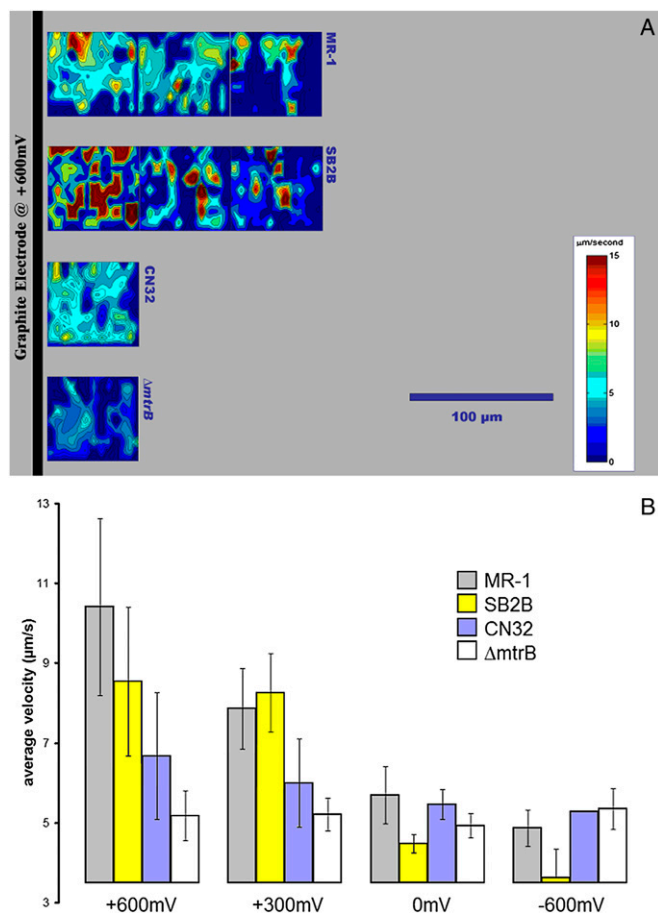 A
Graphite Electrode @ +600mV
MR-1
SB2B
CN32
ΔmtrB
µm/second
15
10
5
0
100 µm
B
average velocity (µm/s)
13
11
9
7
5
3
MR-1
SB2B
CN32
ΔmtrB
+600mV
+300mV
0mV
-600mV